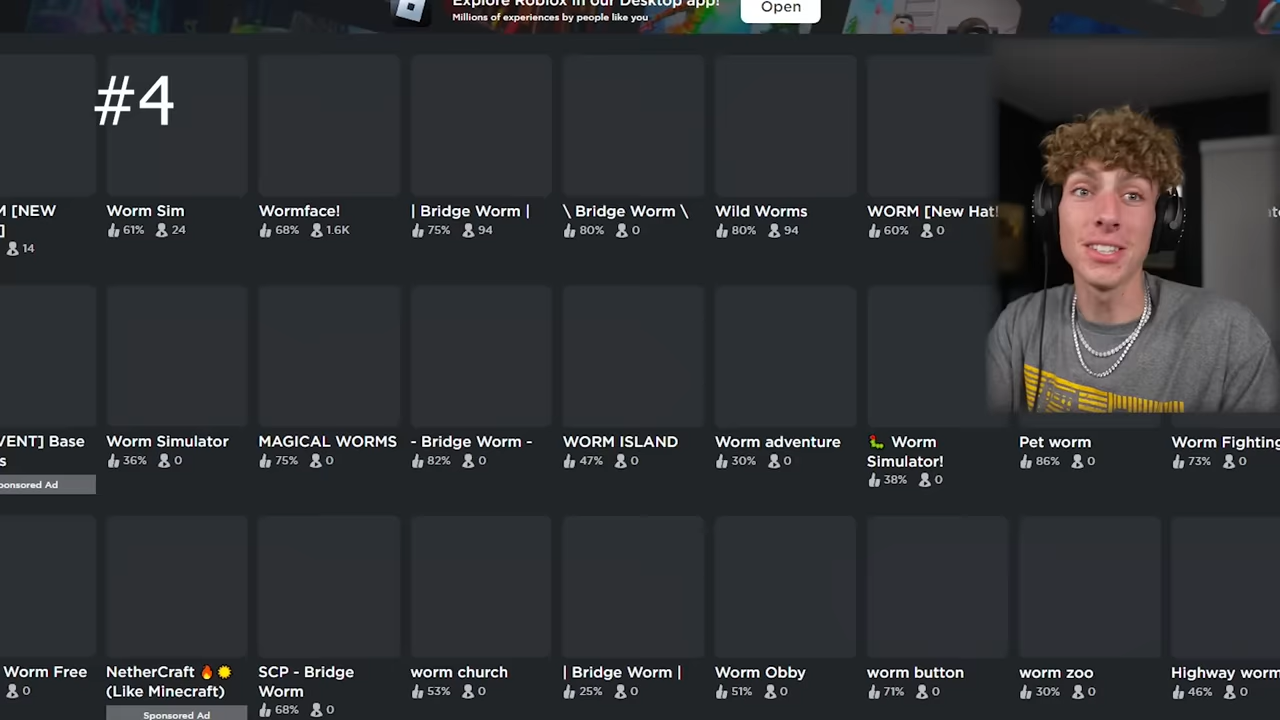 Explore Roblox in our Desktop app!
Millions of experiences by people like you
Open
#4
[NEW
]
14
Worm Sim
61% 24
Wormface!
68% 1.6K
| Bridge Worm |
75% 94
\ Bridge Worm \
80% 0
Wild Worms
80% 94
WORM [New Hat!
60% 0
VENT] Base
s
onsored Ad
Worm Simulator
36% 0
MAGICAL WORMS
75% 0
- Bridge Worm -
82% 0
WORM ISLAND
47% 0
Worm adventure
30% 0
🐛 Worm
Simulator!
38% 0
Pet worm
86% 0
Worm Fighting
73% 0
Worm Free
0
NetherCraft 🔥☀️
(Like Minecraft)
Sponsored Ad
SCP - Bridge
Worm
68% 0
worm church
53% 0
| Bridge Worm |
25% 0
Worm Obby
51% 0
worm button
71% 0
worm zoo
30% 0
Highway worm
46% 0